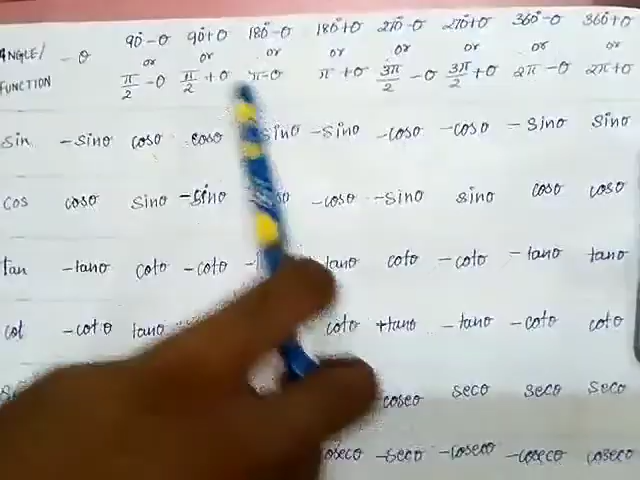 ANGLE/ FUNCTION -θ 90°-θ or π/2 -θ 90°+θ or π/2 +θ 180°-θ or π-θ 180°+θ or π+θ 270°-θ or 3π/2 -θ 270°+θ or 3π/2 +θ 360°-θ or 2π-θ 360°+θ or 2π+θ
sin -sinθ cosθ cosθ sinθ -sinθ -cosθ -cosθ -sinθ sinθ
cos cosθ sinθ -sinθ -cosθ -sinθ sinθ cosθ cosθ
tan -tanθ cotθ -cotθ tanθ cotθ -cotθ -tanθ tanθ
cot -cotθ tanθ cotθ +tanθ -tanθ -cotθ cotθ
cosecθ secθ secθ secθ
-secθ -cosecθ -cosecθ cosecθ